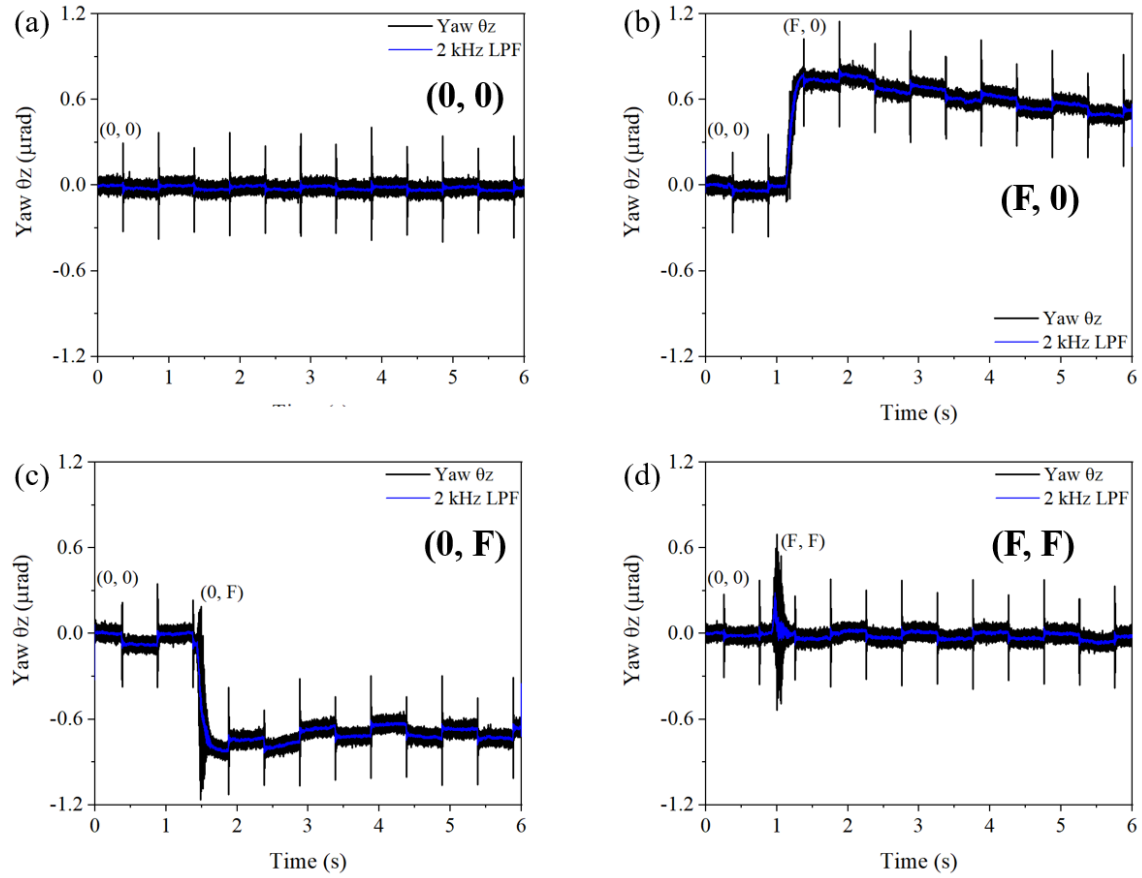 (a)
1.2
0.6
0.0
-0.6
-1.2
Yaw θz (μrad)
Yaw θz
2 kHz LPF
(0, 0)
(0, 0)
0 1 2 3 4 5 6
(b)
1.2
0.6
0.0
-0.6
-1.2
Yaw θz (μrad)
(F, 0)
(0, 0)
(F, 0)
Yaw θz
2 kHz LPF
0 1 2 3 4 5 6
Time (s)
(c)
1.2
0.6
0.0
-0.6
-1.2
Yaw θz (μrad)
Yaw θz
2 kHz LPF
(0, F)
(0, 0)
(0, F)
0 1 2 3 4 5 6
Time (s)
(d)
1.2
0.6
0.0
-0.6
-1.2
Yaw θz (μrad)
Yaw θz
2 kHz LPF
(F, F)
(F, F)
(0, 0)
0 1 2 3 4 5 6
Time (s)